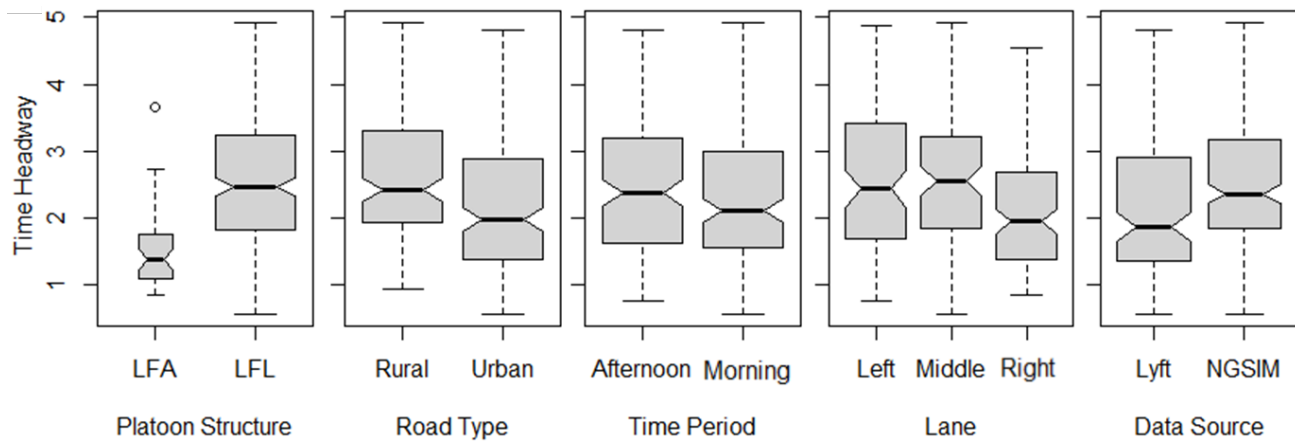 Time Headway
5
4
3
2
1
LFA LFL Rural Urban Afternoon Morning Left Middle Right Lyft NGSIM
Platoon Structure Road Type Time Period Lane Data Source